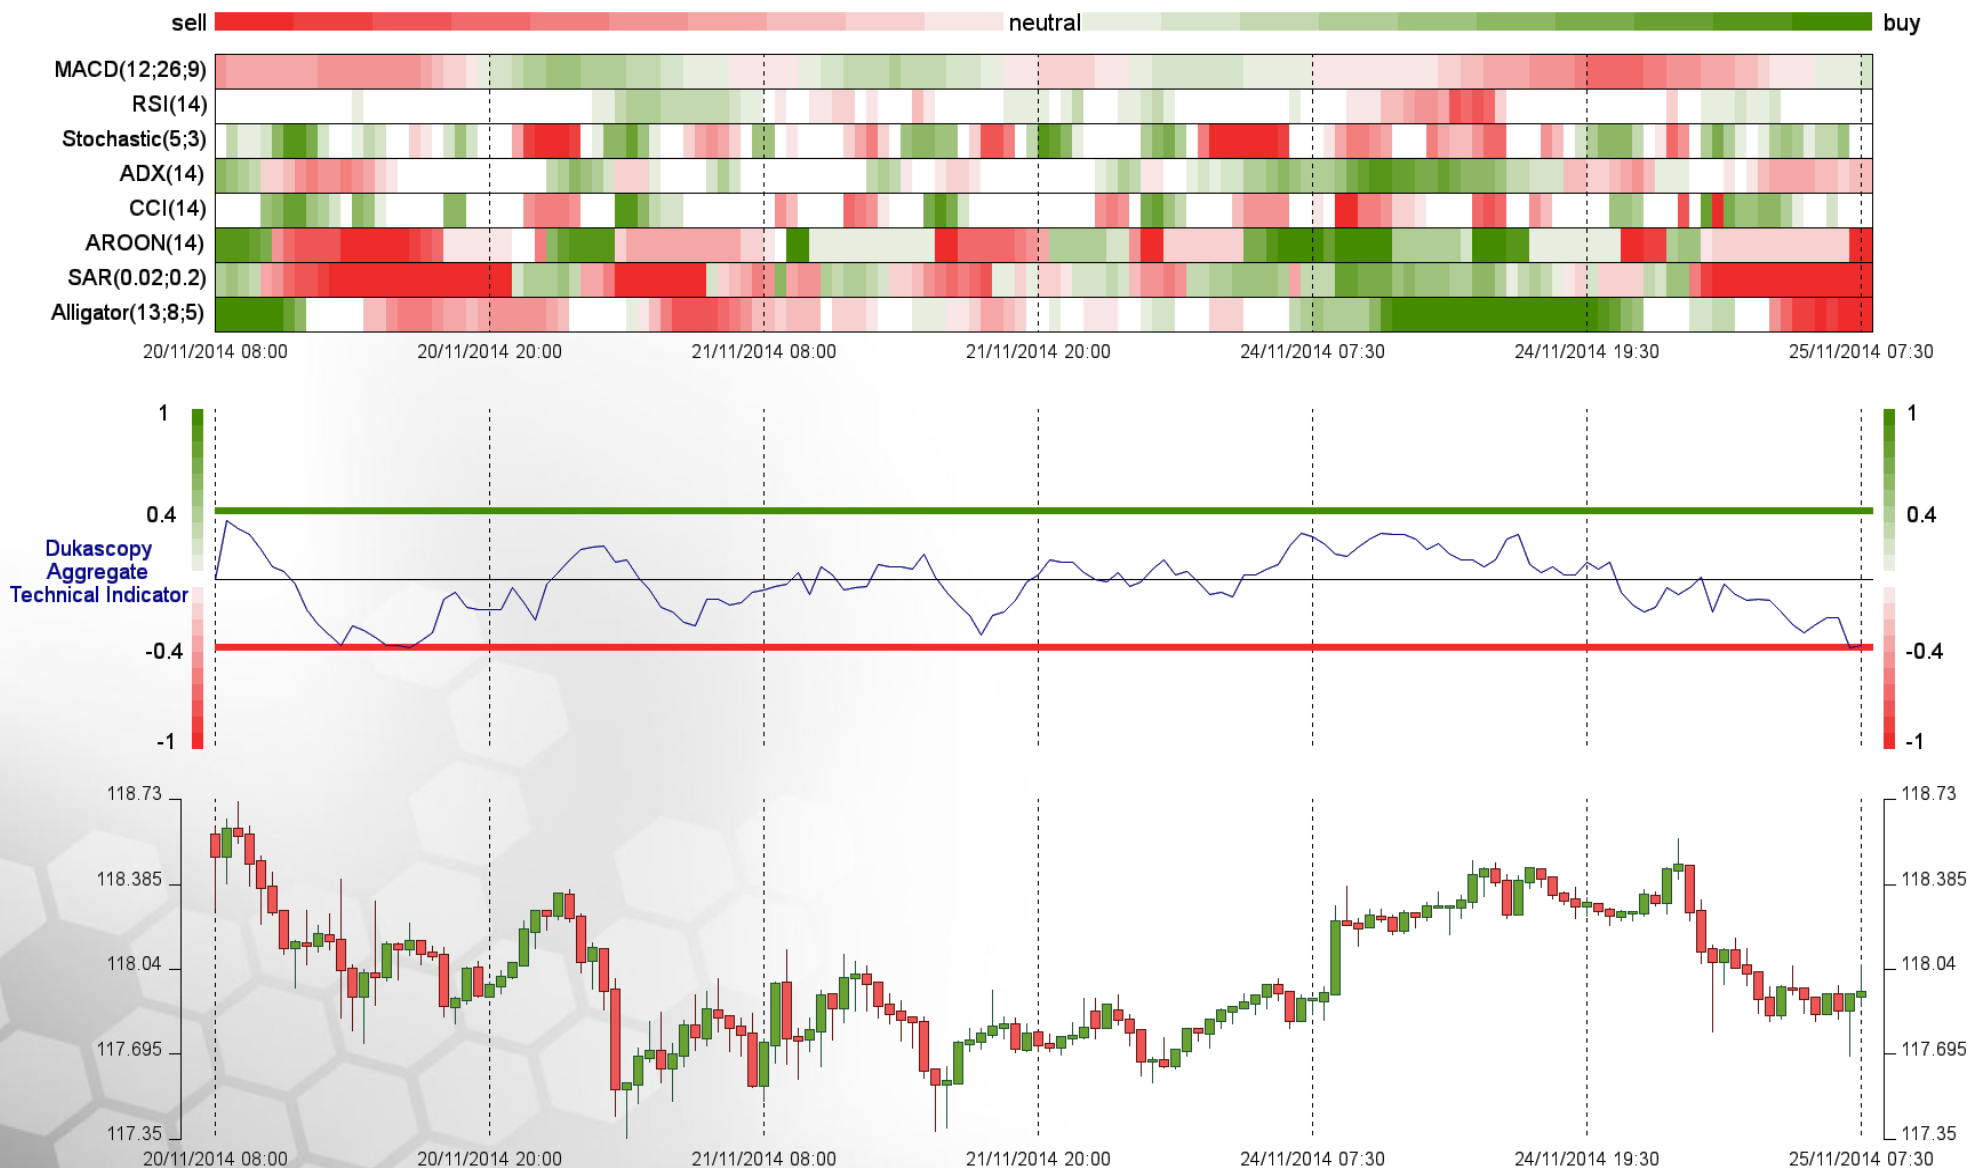 sell neutral buy
MACD(12;26;9)
RSI(14)
Stochastic(5;3)
ADX(14)
CCI(14)
AROON(14)
SAR(0.02;0.2)
Alligator(13;8;5)
20/11/2014 08:00 20/11/2014 20:00 21/11/2014 08:00 21/11/2014 20:00 24/11/2014 07:30 24/11/2014 19:30 25/11/2014 07:30
1 1
0.4 0.4
Dukascopy
Aggregate
Technical Indicator
-0.4 -0.4
-1 -1
118.73 118.73
118.385 118.385
118.04 118.04
117.695 117.695
117.35 117.35
20/11/2014 08:00 20/11/2014 20:00 21/11/2014 08:00 21/11/2014 20:00 24/11/2014 07:30 24/11/2014 19:30 25/11/2014 07:30